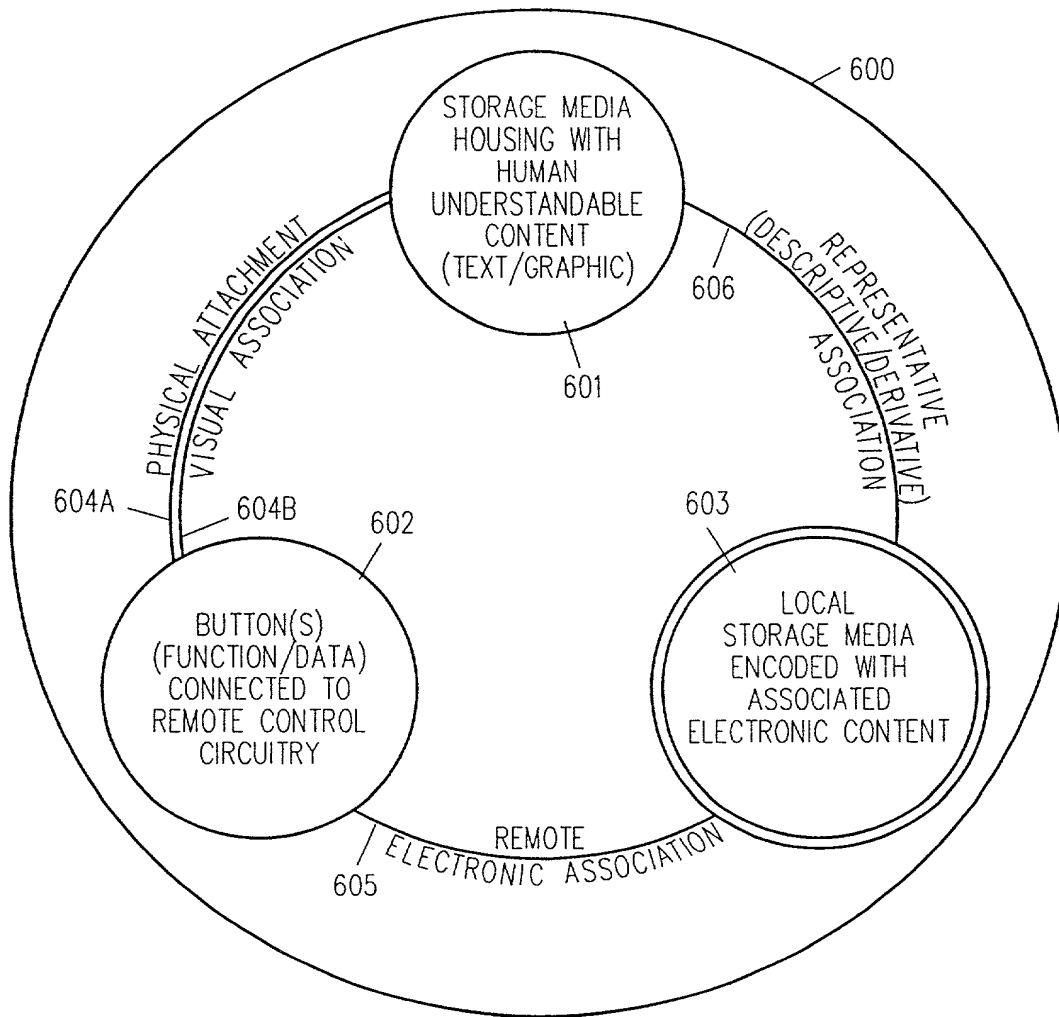 600
STORAGE MEDIA
HOUSING WITH
HUMAN
UNDERSTANDABLE
CONTENT
(TEXT/GRAPHIC)
601
606
REPRESENTATIVE
(DESCRIPTIVE/DERIVATIVE)
ASSOCIATION
PHYSICAL ATTACHMENT
VISUAL ASSOCIATION
604A
604B
602
603
BUTTON(S)
(FUNCTION/DATA)
CONNECTED TO
REMOTE CONTROL
CIRCUITRY
LOCAL
STORAGE MEDIA
ENCODED WITH
ASSOCIATED
ELECTRONIC CONTENT
605
REMOTE
ELECTRONIC ASSOCIATION